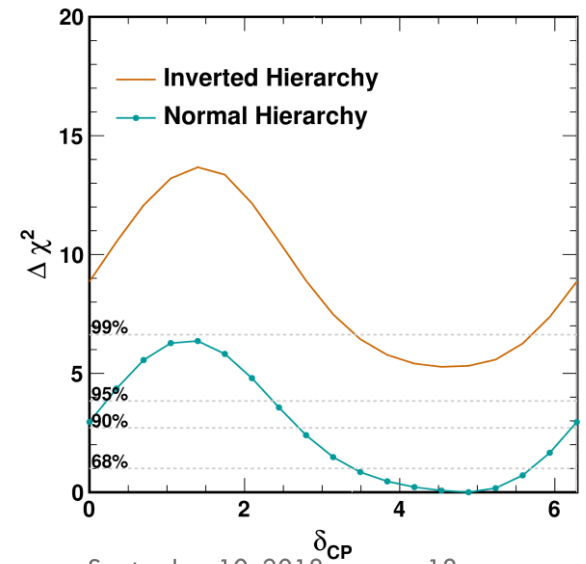 20
Inverted Hierarchy
Normal Hierarchy
15
Δ χ²
10
99%
5
95%
90%
68%
0
0 2 4 6
δCP